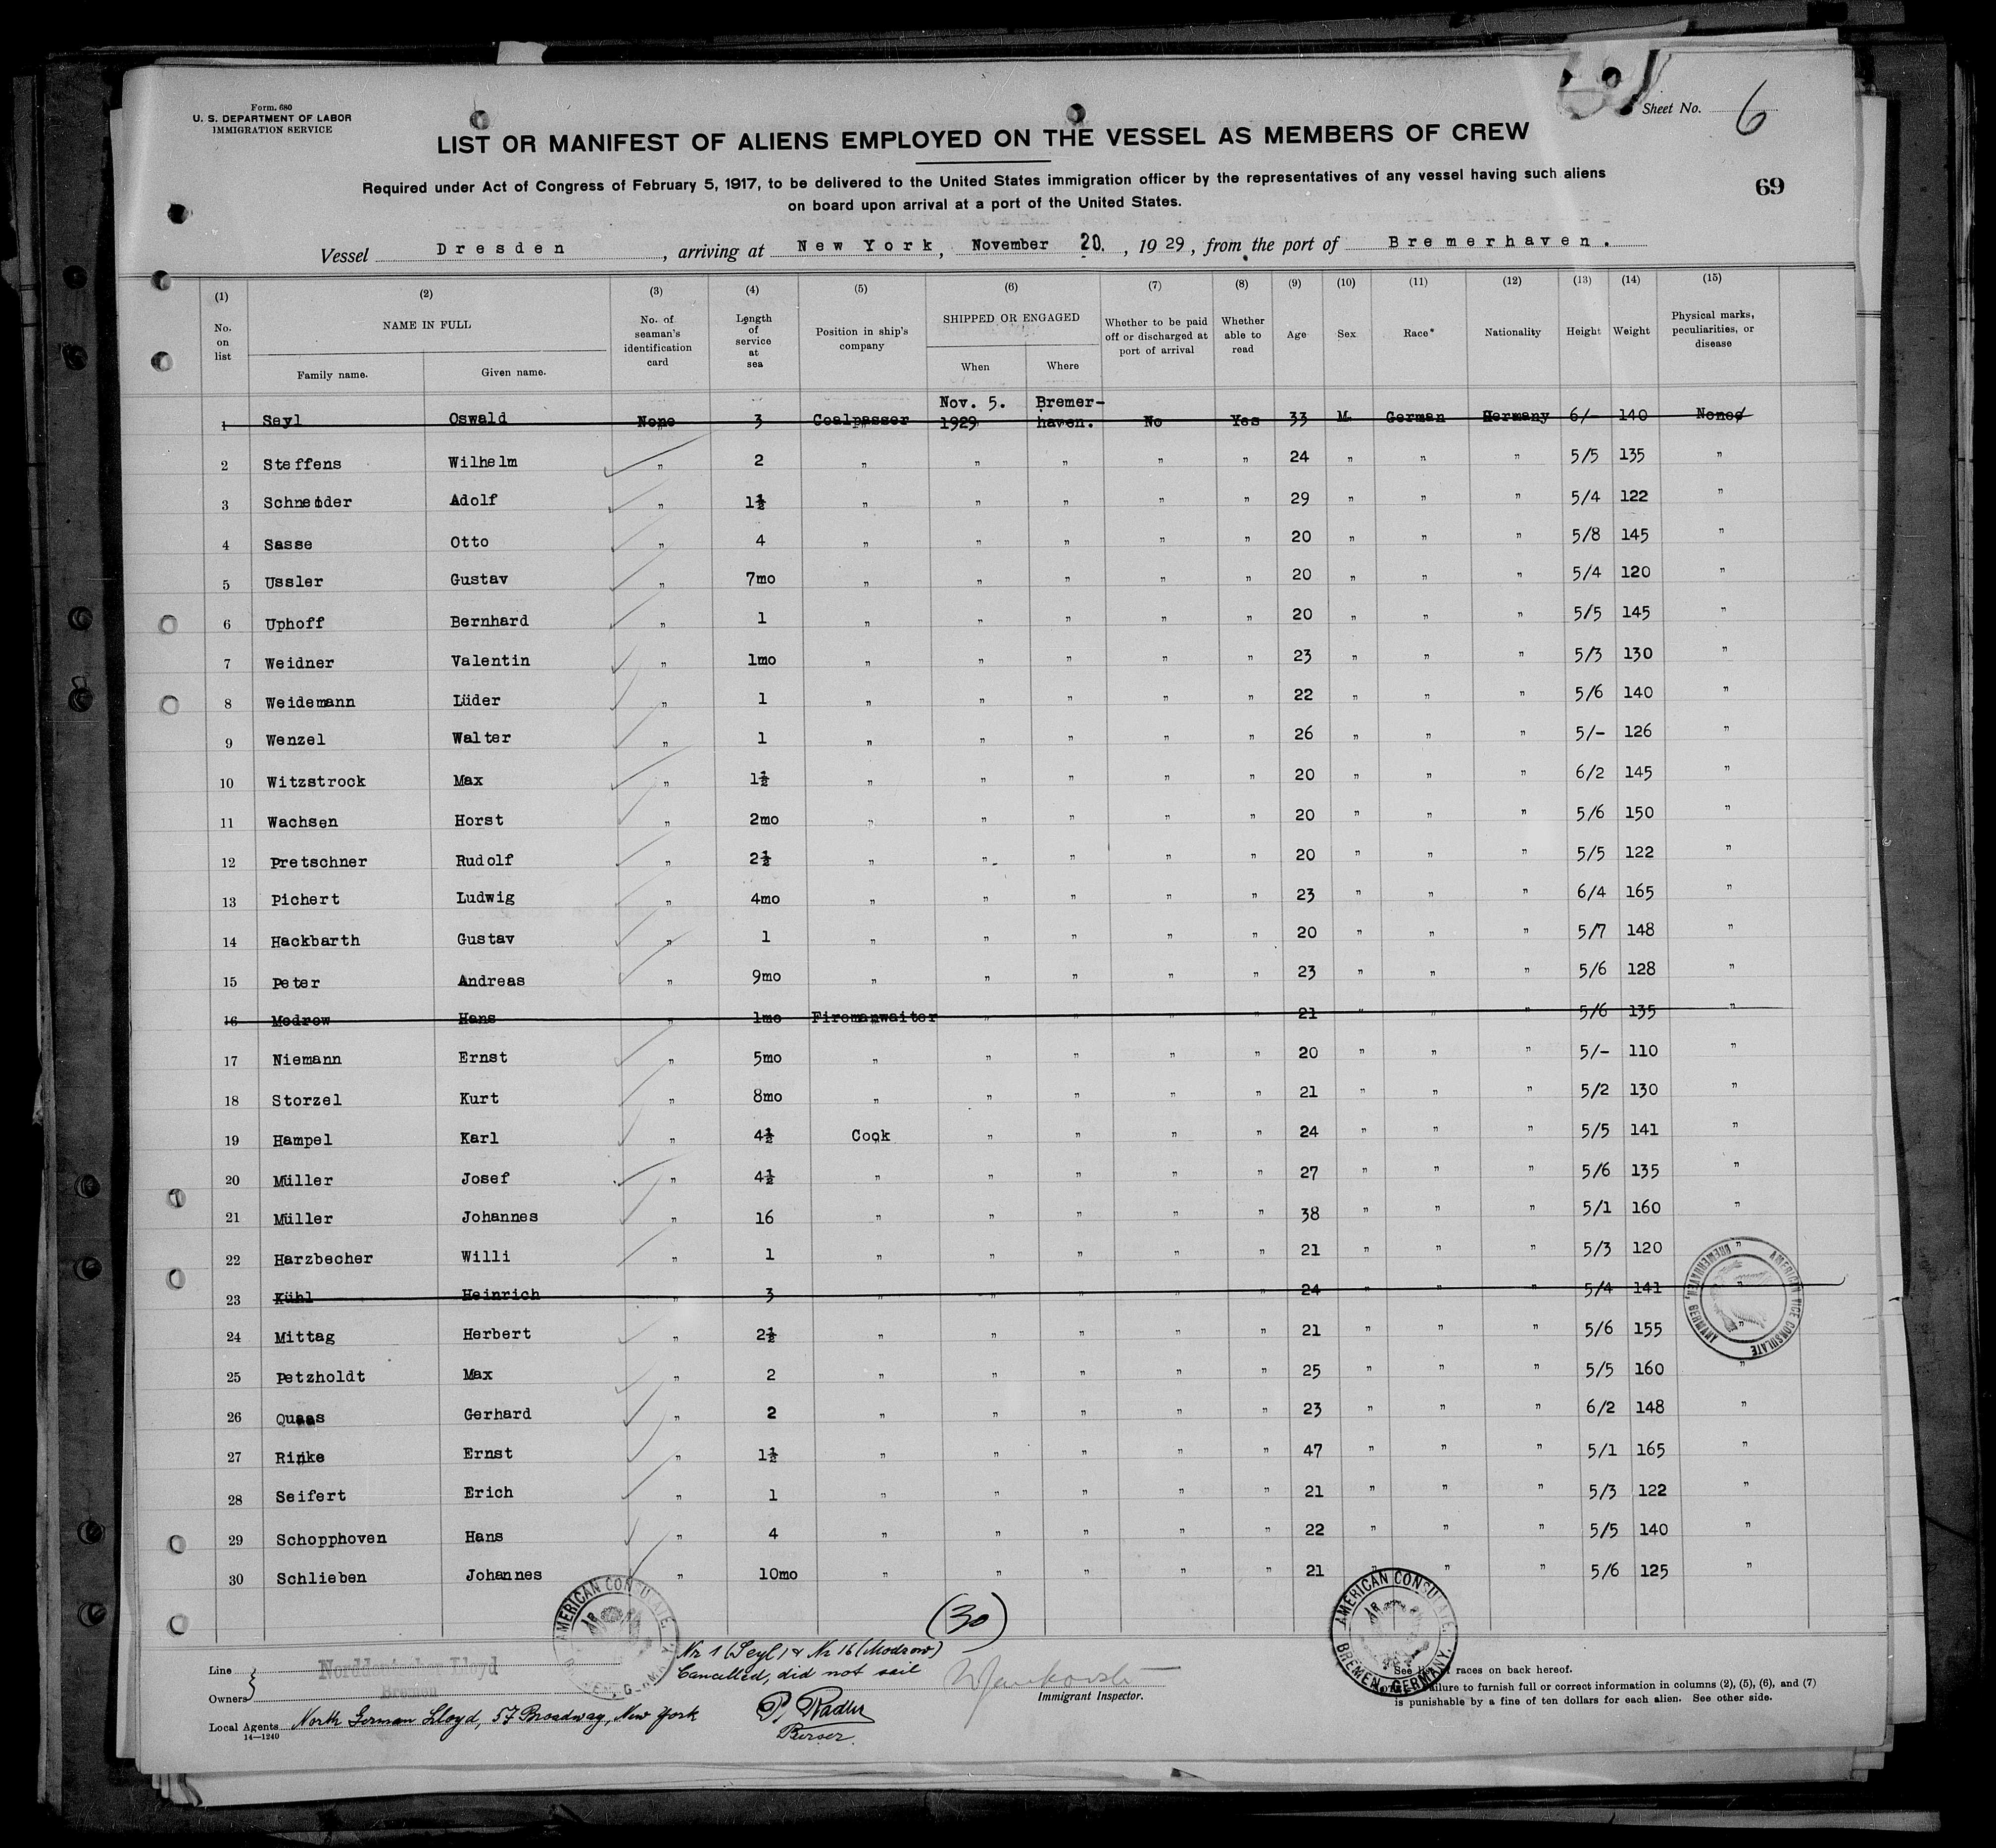 Form. 680
U. S. DEPARTMENT OF LABOR
IMMIGRATION SERVICE
Sheet No. 6
LIST OR MANIFEST OF ALIENS EMPLOYED ON THE VESSEL AS MEMBERS OF CREW
Required under Act of Congress of February 5, 1917, to be delivered to the United States immigration officer by the representatives of any vessel having such aliens
on board upon arrival at a port of the United States.
69
Vessel Dresden, arriving at New York, November 20., 1929, from the port of Bremerhaven.
(1) (2) (3) (4) (5) (6) (7) (8) (9) (10) (11) (12) (13) (14) (15)
No. on list NAME IN FULL Family name. Given name. No. of seaman's identification card Length of service at sea Position in ship's company SHIPPED OR ENGAGED When Where Whether to be paid off or discharged at port of arrival Whether able to read Age Sex Race* Nationality Height Weight Physical marks, peculiarities, or disease
1 Seyl Oswald None 3 Coalpasser Nov. 5. 1929 Bremer-haven. No Yes 33 M German Germany 6/- 140 None
2 Steffens Wilhelm " 2 " " " " " 24 " " " 5/5 135 "
3 Schneider Adolf " 1½ " " " " " 29 " " " 5/4 122 "
4 Sasse Otto " 4 " " " " " 20 " " " 5/8 145 "
5 Ussler Gustav " 7mo " " " " " 20 " " " 5/4 120 "
6 Uphoff Bernhard " 1 " " " " " 20 " " " 5/5 145 "
7 Weidner Valentin " 1mo " " " " " 23 " " " 5/3 130 "
8 Weidemann Lüder " 1 " " " " " 22 " " " 5/6 140 "
9 Wenzel Walter " 1 " " " " " 26 " " " 5/- 126 "
10 Witzstrock Max " 1½ " " " " " 20 " " " 6/2 145 "
11 Wachsen Horst " 2mo " " " " " 20 " " " 5/6 150 "
12 Pretschner Rudolf " 2½ " " " " " 20 " " " 5/5 122 "
13 Pichert Ludwig " 4mo " " " " " 23 " " " 6/4 165 "
14 Hackbarth Gustav " 1 " " " " " 20 " " " 5/7 148 "
15 Peter Andreas " 9mo " " " " " 23 " " " 5/6 128 "
16 Modrow Hans " 1mo Firemanwaiter " " " " 21 " " " 5/6 135 "
17 Niemann Ernst " 5mo " " " " " 20 " " " 5/- 110 "
18 Storzel Kurt " 8mo " " " " " 21 " " " 5/2 130 "
19 Hampel Karl " 4½ Cook " " " " 24 " " " 5/5 141 "
20 Müller Josef " 4½ " " " " " 27 " " " 5/6 135 "
21 Müller Johannes " 16 " " " " " 38 " " " 5/1 160 "
22 Harzbecher Willi " 1 " " " " " 21 " " " 5/3 120 "
23 Kühl Heinrich " 3 " " " " " 24 " " " 5/4 141 "
24 Mittag Herbert " 2½ " " " " " 21 " " " 5/6 155 "
25 Petzholdt Max " 2 " " " " " 25 " " " 5/5 160 "
26 Quaas Gerhard " 2 " " " " " 23 " " " 6/2 148 "
27 Rinke Ernst " 1½ " " " " " 47 " " " 5/1 165 "
28 Seifert Erich " 1 " " " " " 21 " " " 5/3 122 "
29 Schopphoven Hans " 4 " " " " " 22 " " " 5/5 140 "
30 Schlieben Johannes " 10mo " " " " " 21 " " " 5/6 125 "
AMERICAN VICE CONSULATE BREMERHAVEN, GERMANY
(30)
AMERICAN CONSULATE
AMERICAN CONSULATE. BREMEN, GERMANY.
Nr 1 (Seyl) & Nr 16 (Modrow)
Cancelled, did not sail
P. Radler
Purser.
Line Norddeutscher Lloyd
Owners Bremen
Local Agents North German Lloyd, 57 Broadway, New York
14—1240
Immigrant Inspector.
See list of races on back hereof.
NOTE.—Failure to furnish full or correct information in columns (2), (5), (6), and (7)
is punishable by a fine of ten dollars for each alien. See other side.